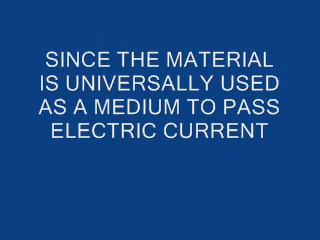 SINCE THE MATERIAL
IS UNIVERSALLY USED
AS A MEDIUM TO PASS
ELECTRIC CURRENT